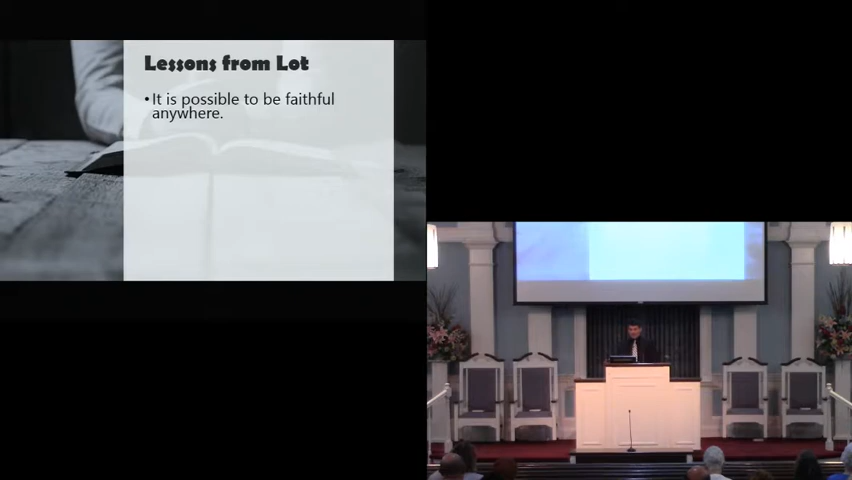 Lessons from Lot
• It is possible to be faithful
anywhere.